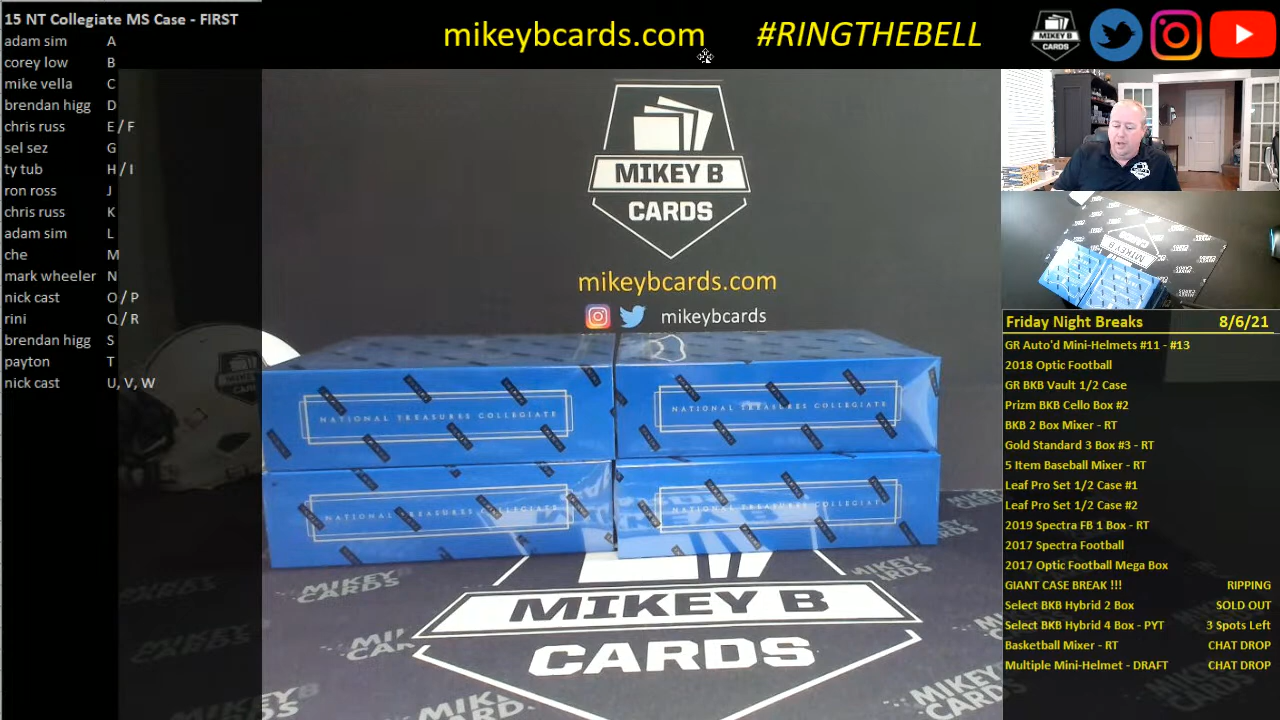 15 NT Collegiate MS Case - FIRST
adam sim A
corey low B
mike vella C
brendan higg D
chris russ E / F
sel sez G
ty tub H / I
ron ross J
chris russ K
adam sim L
che M
mark wheeler N
nick cast O / P
rini Q / R
brendan higg S
payton T
nick cast U, V, W
mikeybcards.com #RINGTHEBELL
MIKEY B
CARDS
MIKEY B
CARDS
mikeybcards.com
mikeybcards
NATIONAL TREASURES COLLEGIATE
NATIONAL TREASURES COLLEGIATE
NATIONAL TREASURES COLLEGIATE
NATIONAL TREASURES COLLEGIATE
MIKEY B
CARDS
MIKEY
CARDS
MIKEY
CARDS
Friday Night Breaks 8/6/21
GR Auto'd Mini-Helmets #11 - #13
2018 Optic Football
GR BKB Vault 1/2 Case
Prizm BKB Cello Box #2
BKB 2 Box Mixer - RT
Gold Standard 3 Box #3 - RT
5 Item Baseball Mixer - RT
Leaf Pro Set 1/2 Case #1
Leaf Pro Set 1/2 Case #2
2019 Spectra FB 1 Box - RT
2017 Spectra Football
2017 Optic Football Mega Box
GIANT CASE BREAK !!! RIPPING
Select BKB Hybrid 2 Box SOLD OUT
Select BKB Hybrid 4 Box - PYT 3 Spots Left
Basketball Mixer - RT CHAT DROP
Multiple Mini-Helmet - DRAFT CHAT DROP